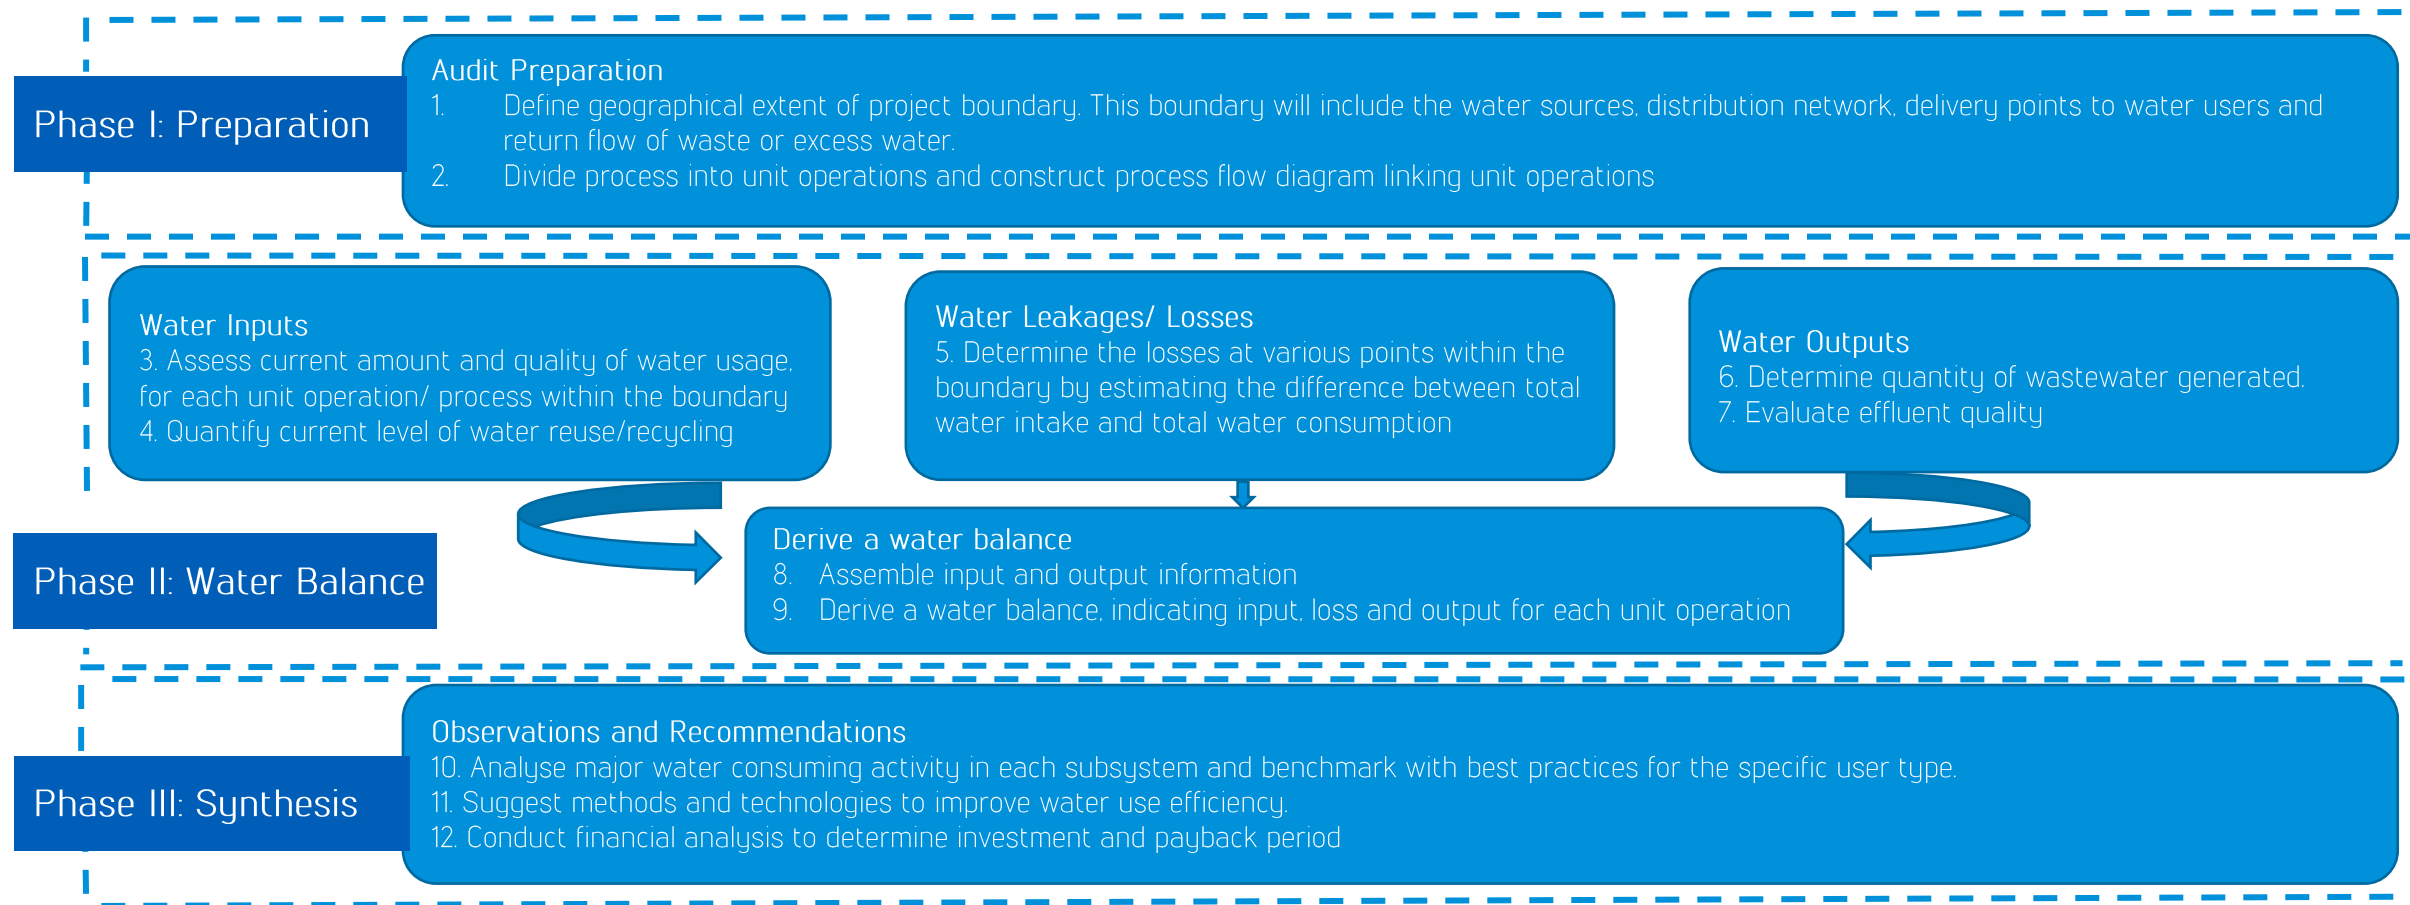 Phase I: Preparation
Audit Preparation
1. Define geographical extent of project boundary. This boundary will include the water sources, distribution network, delivery points to water users and
return flow of waste or excess water.
2. Divide process into unit operations and construct process flow diagram linking unit operations
Water Inputs
3. Assess current amount and quality of water usage,
for each unit operation/ process within the boundary
4. Quantify current level of water reuse/recycling
Water Leakages/ Losses
5. Determine the losses at various points within the
boundary by estimating the difference between total
water intake and total water consumption
Water Outputs
6. Determine quantity of wastewater generated.
7. Evaluate effluent quality
Phase II: Water Balance
Derive a water balance
8. Assemble input and output information
9. Derive a water balance, indicating input, loss and output for each unit operation
Phase III: Synthesis
Observations and Recommendations
10. Analyse major water consuming activity in each subsystem and benchmark with best practices for the specific user type.
11. Suggest methods and technologies to improve water use efficiency.
12. Conduct financial analysis to determine investment and payback period